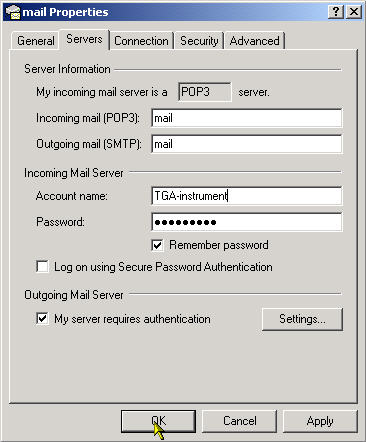 mail Properties
General Servers Connection Security Advanced
Server Information
My incoming mail server is a POP3 server.
Incoming mail (POP3): mail
Outgoing mail (SMTP): mail
Incoming Mail Server
Account name: TGA-instrument
Password: ●●●●●●●●●
Remember password
Log on using Secure Password Authentication
Outgoing Mail Server
My server requires authentication Settings...
OK Cancel Apply